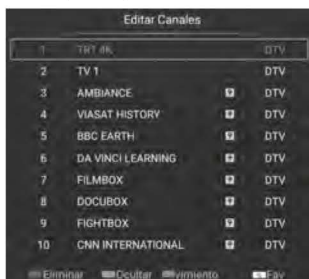 Editar Canales
1 TRT 4K DTV
2 TV 1 DTV
3 AMBIANCE DTV
4 VIASAT HISTORY DTV
5 BBC EARTH DTV
6 DA VINCI LEARNING DTV
7 FILMBOX DTV
8 DOCUBOX DTV
9 FIGHTBOX DTV
10 CNN INTERNATIONAL DTV
Eliminar Ocultar vimiento Fav